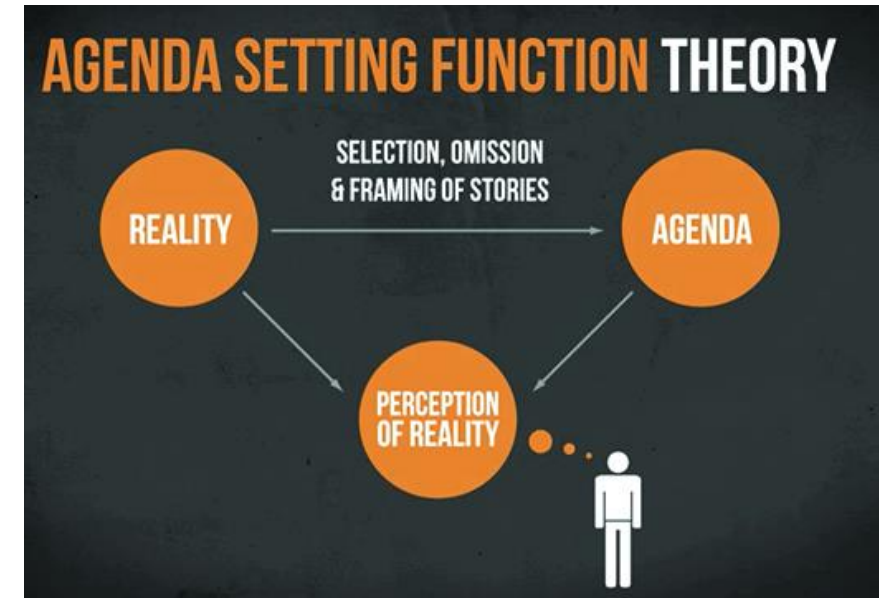 AGENDA SETTING FUNCTION THEORY
SELECTION, OMISSION
& FRAMING OF STORIES
REALITY
AGENDA
PERCEPTION
OF REALITY